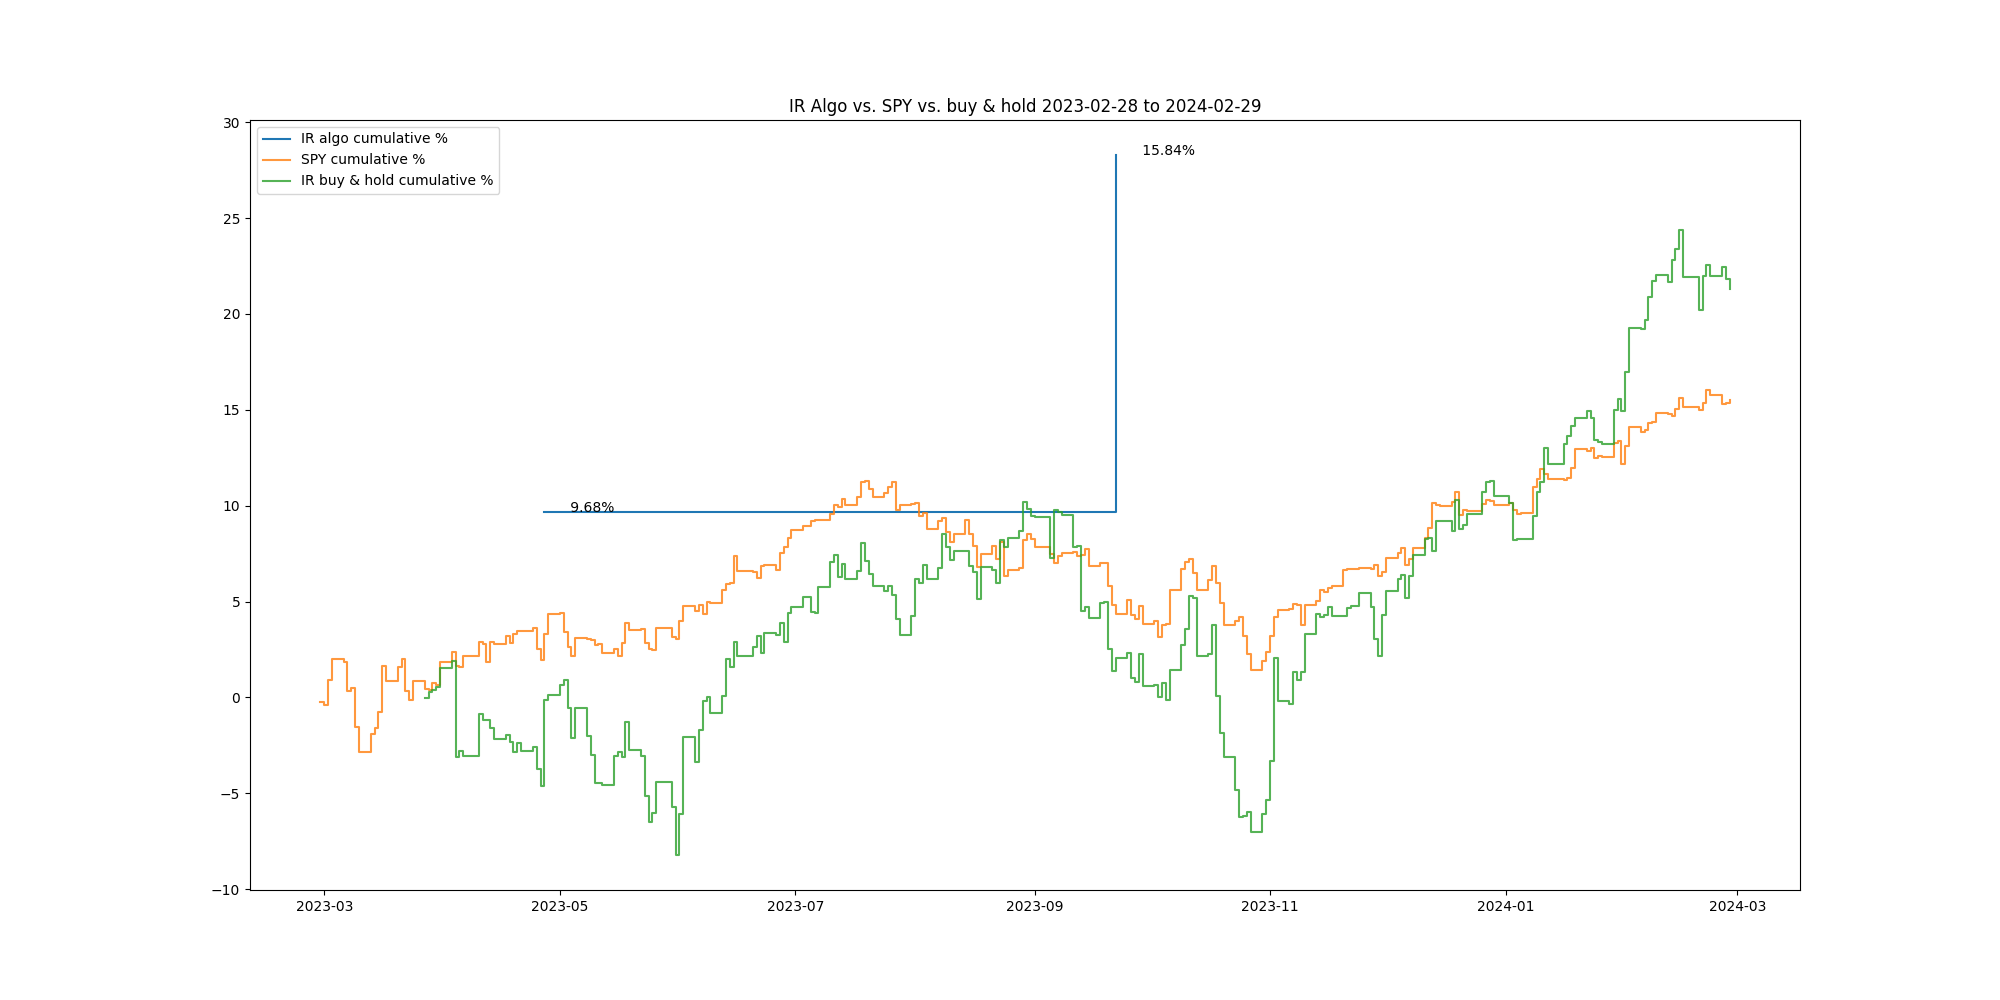 IR Algo vs. SPY vs. buy & hold 2023-02-28 to 2024-02-29
IR algo cumulative %
SPY cumulative %
IR buy & hold cumulative %
15.84%
9.68%
30
25
20
15
10
5
0
−5
−10
2023-03 2023-05 2023-07 2023-09 2023-11 2024-01 2024-03